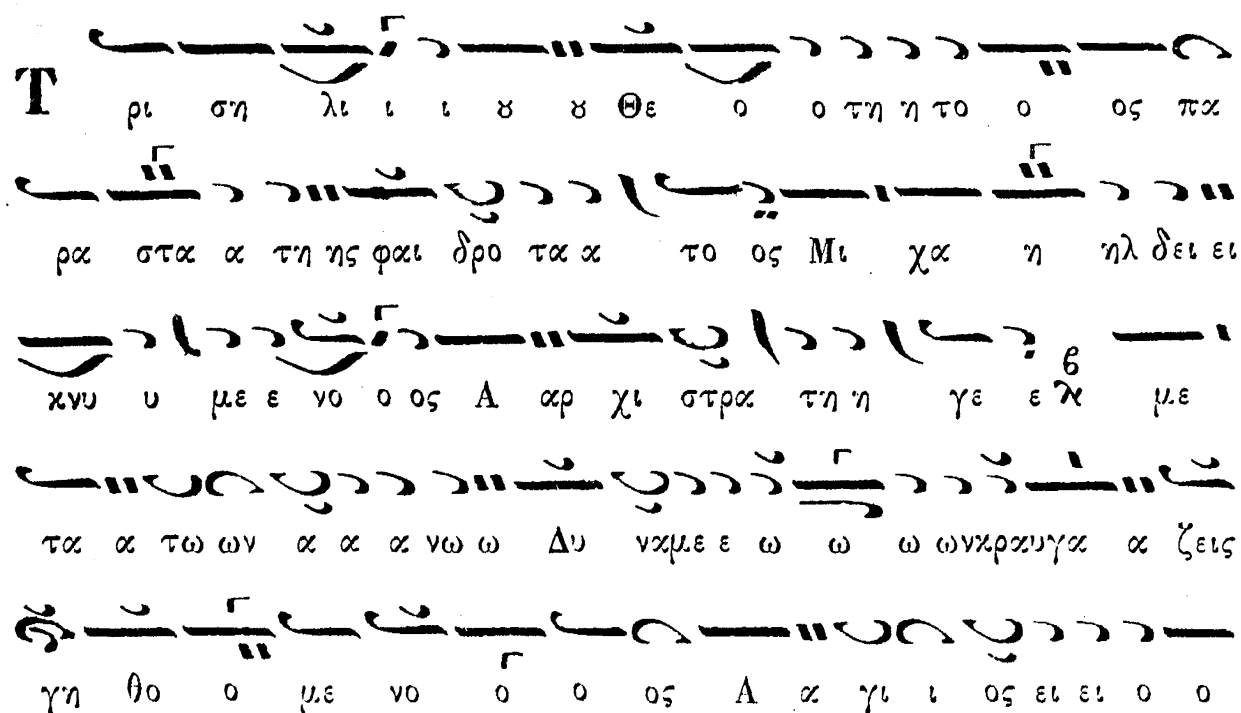 Τ ρι ση λι ι ι ȣ ȣ Θε ο ο τη η το ο ος πα
ρα στα α τη ης φαι δρο τα α το ος Μι χα η ηλ δει ει
κνυ υ με ε νο ο ος Α αρ χι στρα τη η γε ε με
τα α τω ων α α α νω ω Δυ ναμε ε ω ω ω ωνκραυγα α ζεις
γη θο ο με νο ο ο ος Α α γι ι ος ει ει ο ο